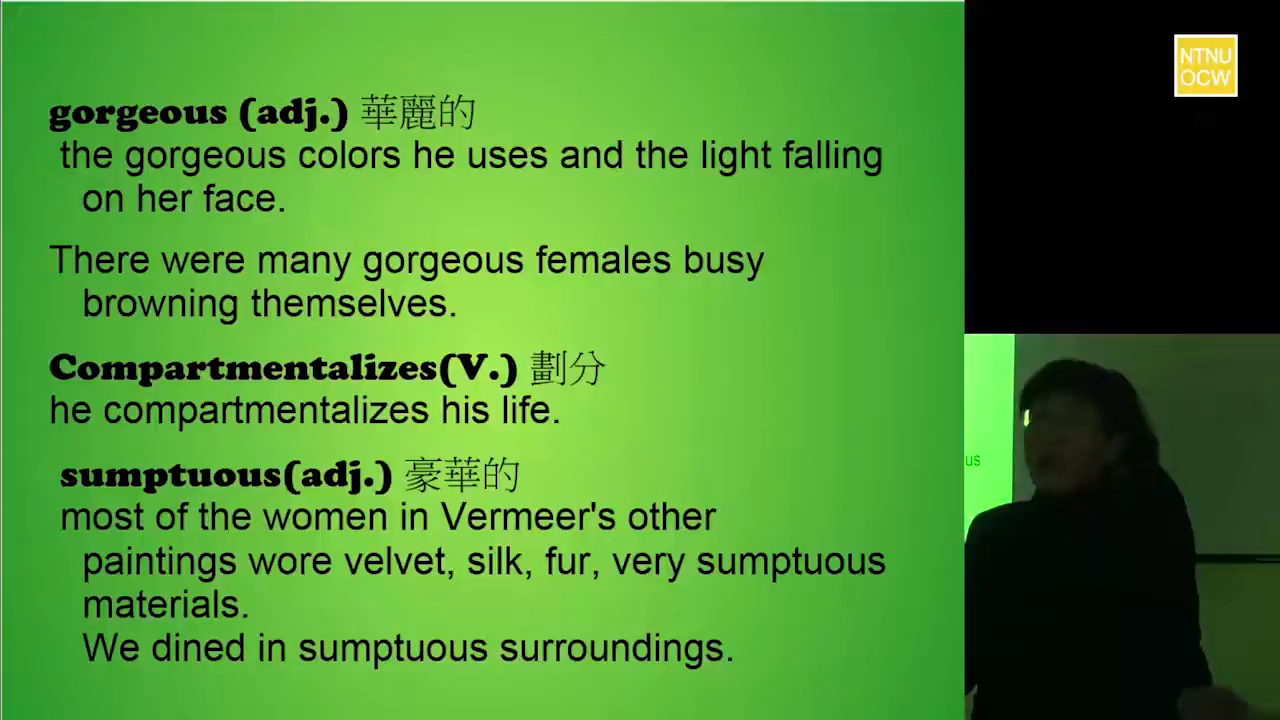 NTNU
OCW
gorgeous (adj.) 華麗的
the gorgeous colors he uses and the light falling
on her face.
There were many gorgeous females busy
browning themselves.
Compartmentalizes(V.) 劃分
he compartmentalizes his life.
sumptuous(adj.) 豪華的
most of the women in Vermeer's other
paintings wore velvet, silk, fur, very sumptuous
materials.
We dined in sumptuous surroundings.
us